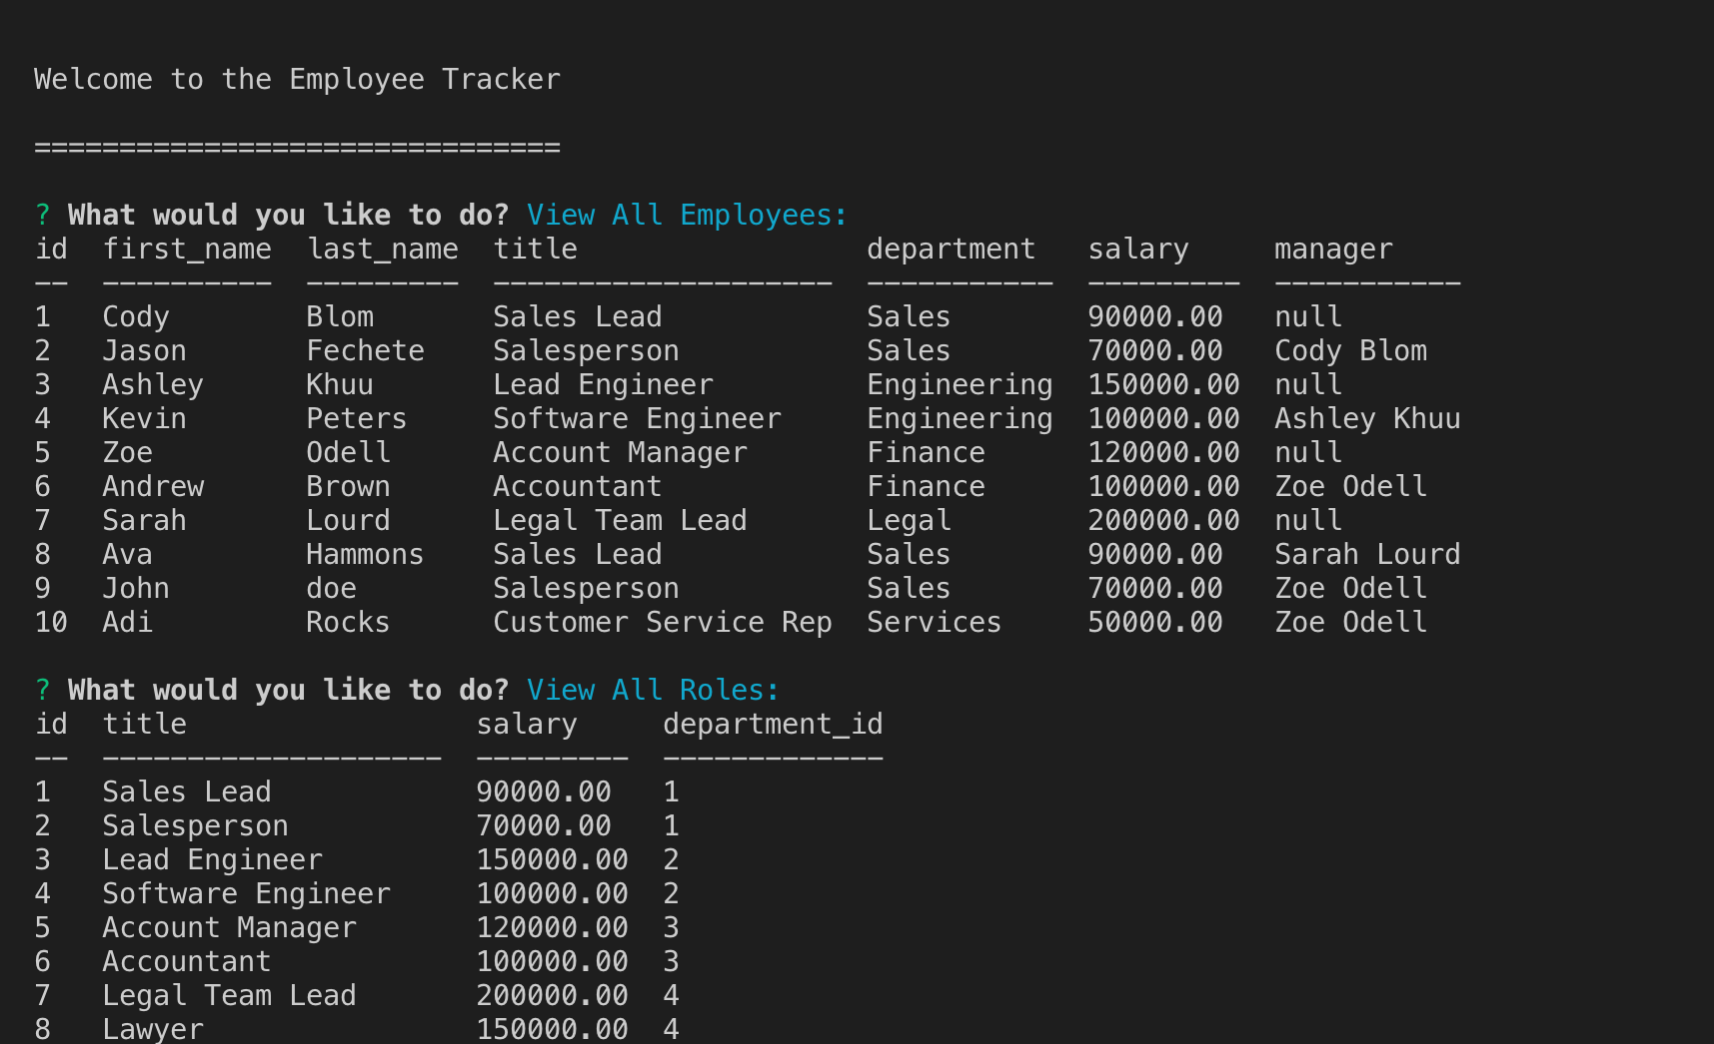 Welcome to the Employee Tracker
===============================
? What would you like to do? View All Employees:
id  first_name  last_name  title                 department   salary     manager
--  ----------  ---------  --------------------  -----------  ---------  -----------
1   Cody        Blom       Sales Lead            Sales        90000.00   null
2   Jason       Fechete    Salesperson           Sales        70000.00   Cody Blom
3   Ashley      Khuu       Lead Engineer         Engineering  150000.00  null
4   Kevin       Peters     Software Engineer     Engineering  100000.00  Ashley Khuu
5   Zoe         Odell      Account Manager       Finance      120000.00  null
6   Andrew      Brown      Accountant            Finance      100000.00  Zoe Odell
7   Sarah       Lourd      Legal Team Lead       Legal        200000.00  null
8   Ava         Hammons    Sales Lead            Sales        90000.00   Sarah Lourd
9   John        doe        Salesperson           Sales        70000.00   Zoe Odell
10  Adi         Rocks      Customer Service Rep  Services     50000.00   Zoe Odell
? What would you like to do? View All Roles:
id  title                 salary     department_id
--  --------------------  ---------  -------------
1   Sales Lead            90000.00   1
2   Salesperson           70000.00   1
3   Lead Engineer         150000.00  2
4   Software Engineer     100000.00  2
5   Account Manager       120000.00  3
6   Accountant            100000.00  3
7   Legal Team Lead       200000.00  4
8   Lawyer                150000.00  4